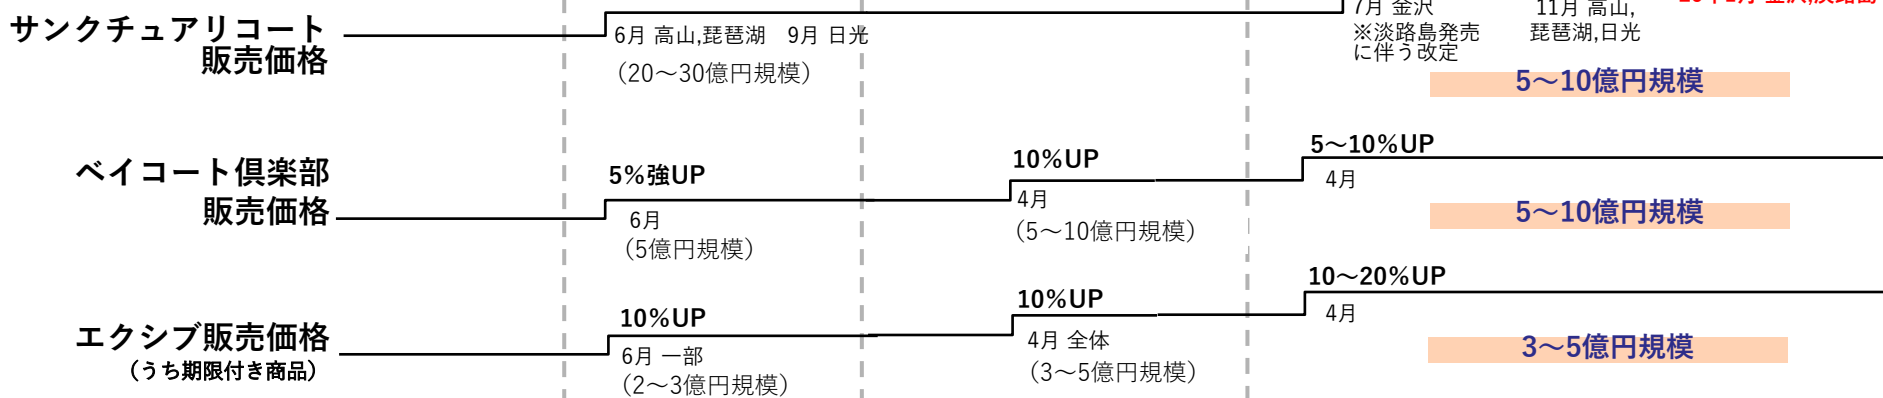 サンクチュアリコート
販売価格
6月 高山,琵琶湖 9月 日光
（20～30億円規模）
7月 金沢
※淡路島発売
に伴う改定
11月 高山,
琵琶湖,日光
5～10億円規模
ベイコート倶楽部
販売価格
5%強UP
6月
（5億円規模）
10%UP
4月
（5～10億円規模）
5～10%UP
4月
5～10億円規模
エクシブ販売価格
（うち期限付き商品）
10%UP
6月 一部
（2～3億円規模）
10%UP
4月 全体
（3～5億円規模）
10～20%UP
4月
3～5億円規模